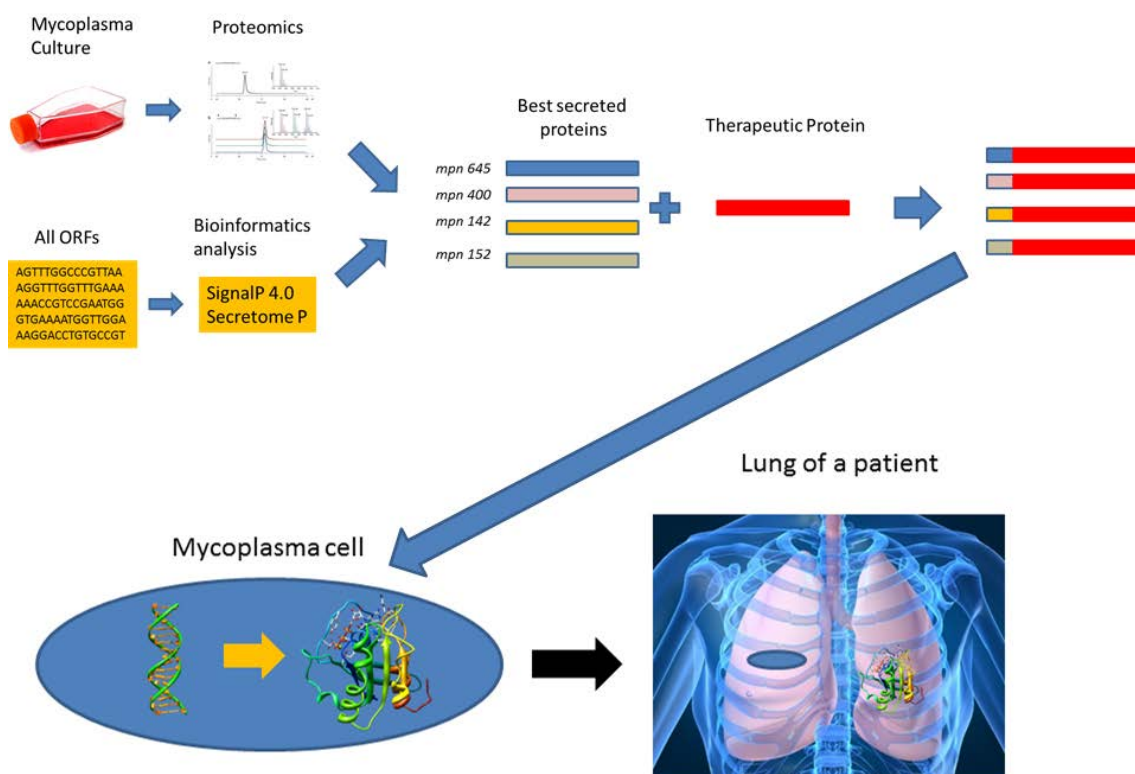 Mycoplasma
Culture
Proteomics
Best secreted
proteins
Therapeutic Protein
mpn 645
mpn 400
mpn 142
mpn 152
All ORFs
Bioinformatics
analysis
AGTTTGGCCCGTTAA
AGGTTTGGTTTGAAA
AAACCGTCCGAATGG
GTGAAAATGGTTGGA
AAGGACCTGTGCCGT
SignalP 4.0
Secretome P
Lung of a patient
Mycoplasma cell